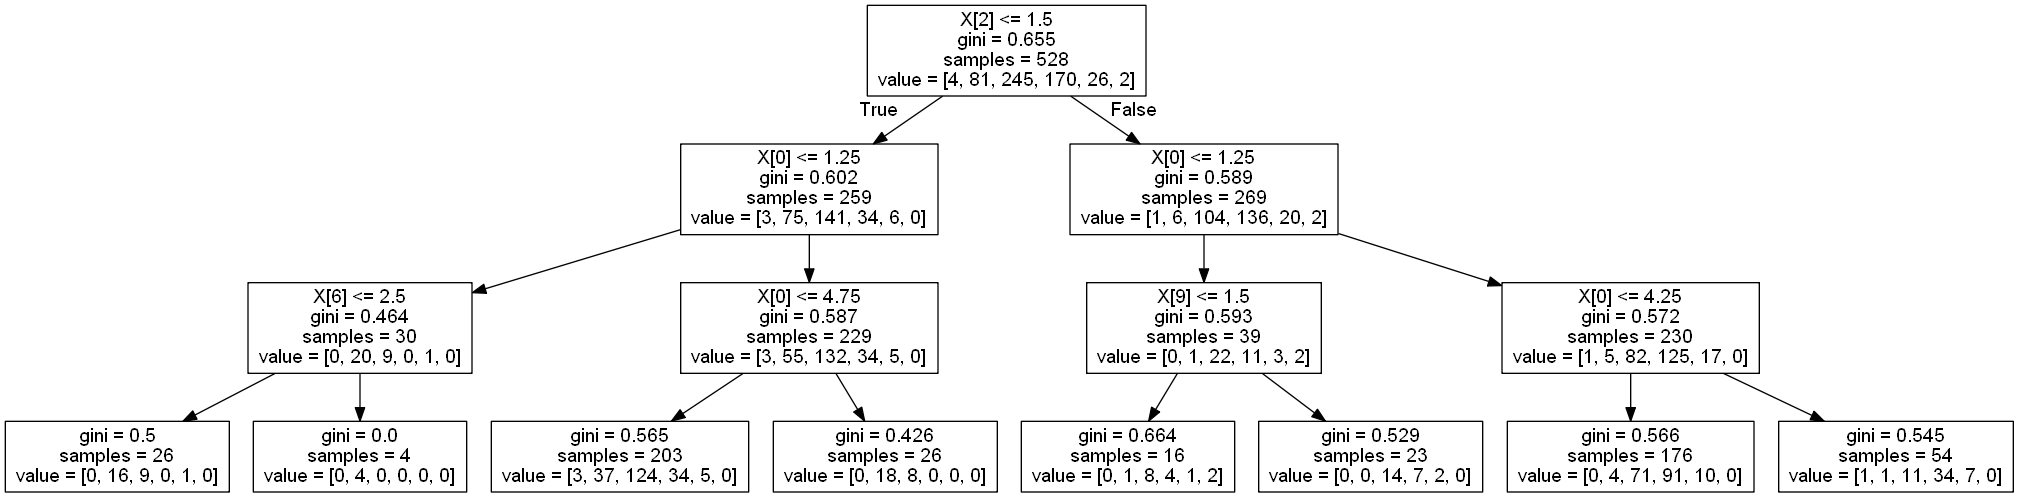 X[2] <= 1.5
gini = 0.655
samples = 528
value = [4, 81, 245, 170, 26, 2]
True
False
X[0] <= 1.25
gini = 0.602
samples = 259
value = [3, 75, 141, 34, 6, 0]
X[0] <= 1.25
gini = 0.589
samples = 269
value = [1, 6, 104, 136, 20, 2]
X[6] <= 2.5
gini = 0.464
samples = 30
value = [0, 20, 9, 0, 1, 0]
X[0] <= 4.75
gini = 0.587
samples = 229
value = [3, 55, 132, 34, 5, 0]
X[9] <= 1.5
gini = 0.593
samples = 39
value = [0, 1, 22, 11, 3, 2]
X[0] <= 4.25
gini = 0.572
samples = 230
value = [1, 5, 82, 125, 17, 0]
gini = 0.5
samples = 26
value = [0, 16, 9, 0, 1, 0]
gini = 0.0
samples = 4
value = [0, 4, 0, 0, 0, 0]
gini = 0.565
samples = 203
value = [3, 37, 124, 34, 5, 0]
gini = 0.426
samples = 26
value = [0, 18, 8, 0, 0, 0]
gini = 0.664
samples = 16
value = [0, 1, 8, 4, 1, 2]
gini = 0.529
samples = 23
value = [0, 0, 14, 7, 2, 0]
gini = 0.566
samples = 176
value = [0, 4, 71, 91, 10, 0]
gini = 0.545
samples = 54
value = [1, 1, 11, 34, 7, 0]